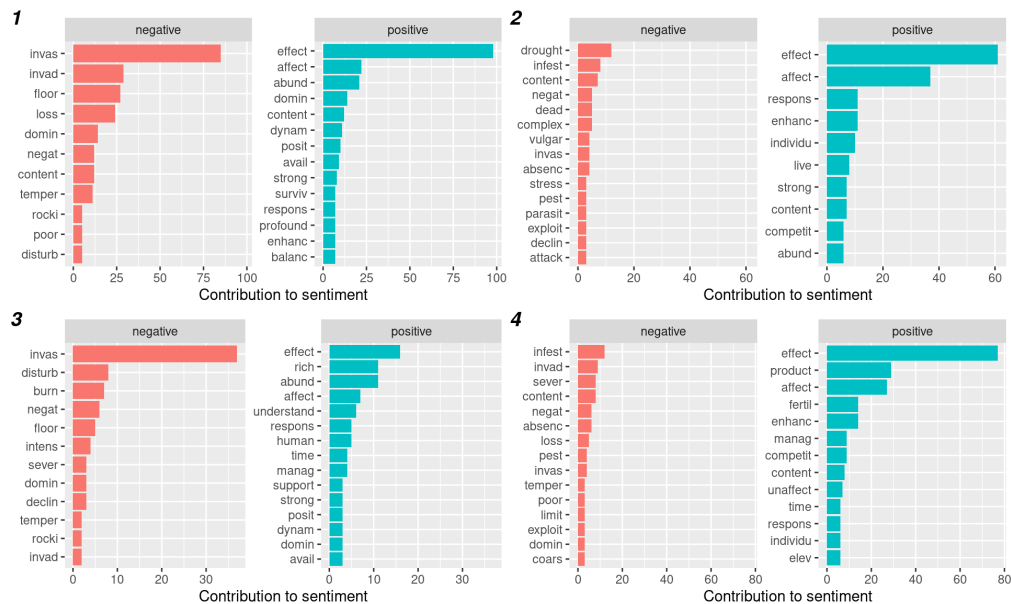 1
negative
positive
invas
invad
floor
loss
domin
negat
content
temper
rocki
poor
disturb
effect
affect
abund
domin
content
dynam
posit
avail
strong
surviv
respons
profound
enhanc
balanc
0 25 50 75 100
0 25 50 75 100
Contribution to sentiment
2
negative
positive
drought
infest
content
negat
dead
complex
vulgar
invas
absenc
stress
pest
parasit
exploit
declin
attack
effect
affect
respons
enhanc
individu
live
strong
content
competit
abund
0 20 40 60
0 20 40 60
Contribution to sentiment
3
negative
positive
invas
disturb
burn
negat
floor
intens
sever
domin
declin
temper
rocki
invad
effect
rich
abund
affect
understand
respons
human
time
manag
support
strong
posit
dynam
domin
avail
0 10 20 30
0 10 20 30
Contribution to sentiment
4
negative
positive
infest
invad
sever
content
negat
absenc
loss
pest
invas
temper
poor
limit
exploit
domin
coars
effect
product
affect
fertil
enhanc
manag
competit
content
unaffect
time
respons
individu
elev
0 20 40 60 80
0 20 40 60 80
Contribution to sentiment